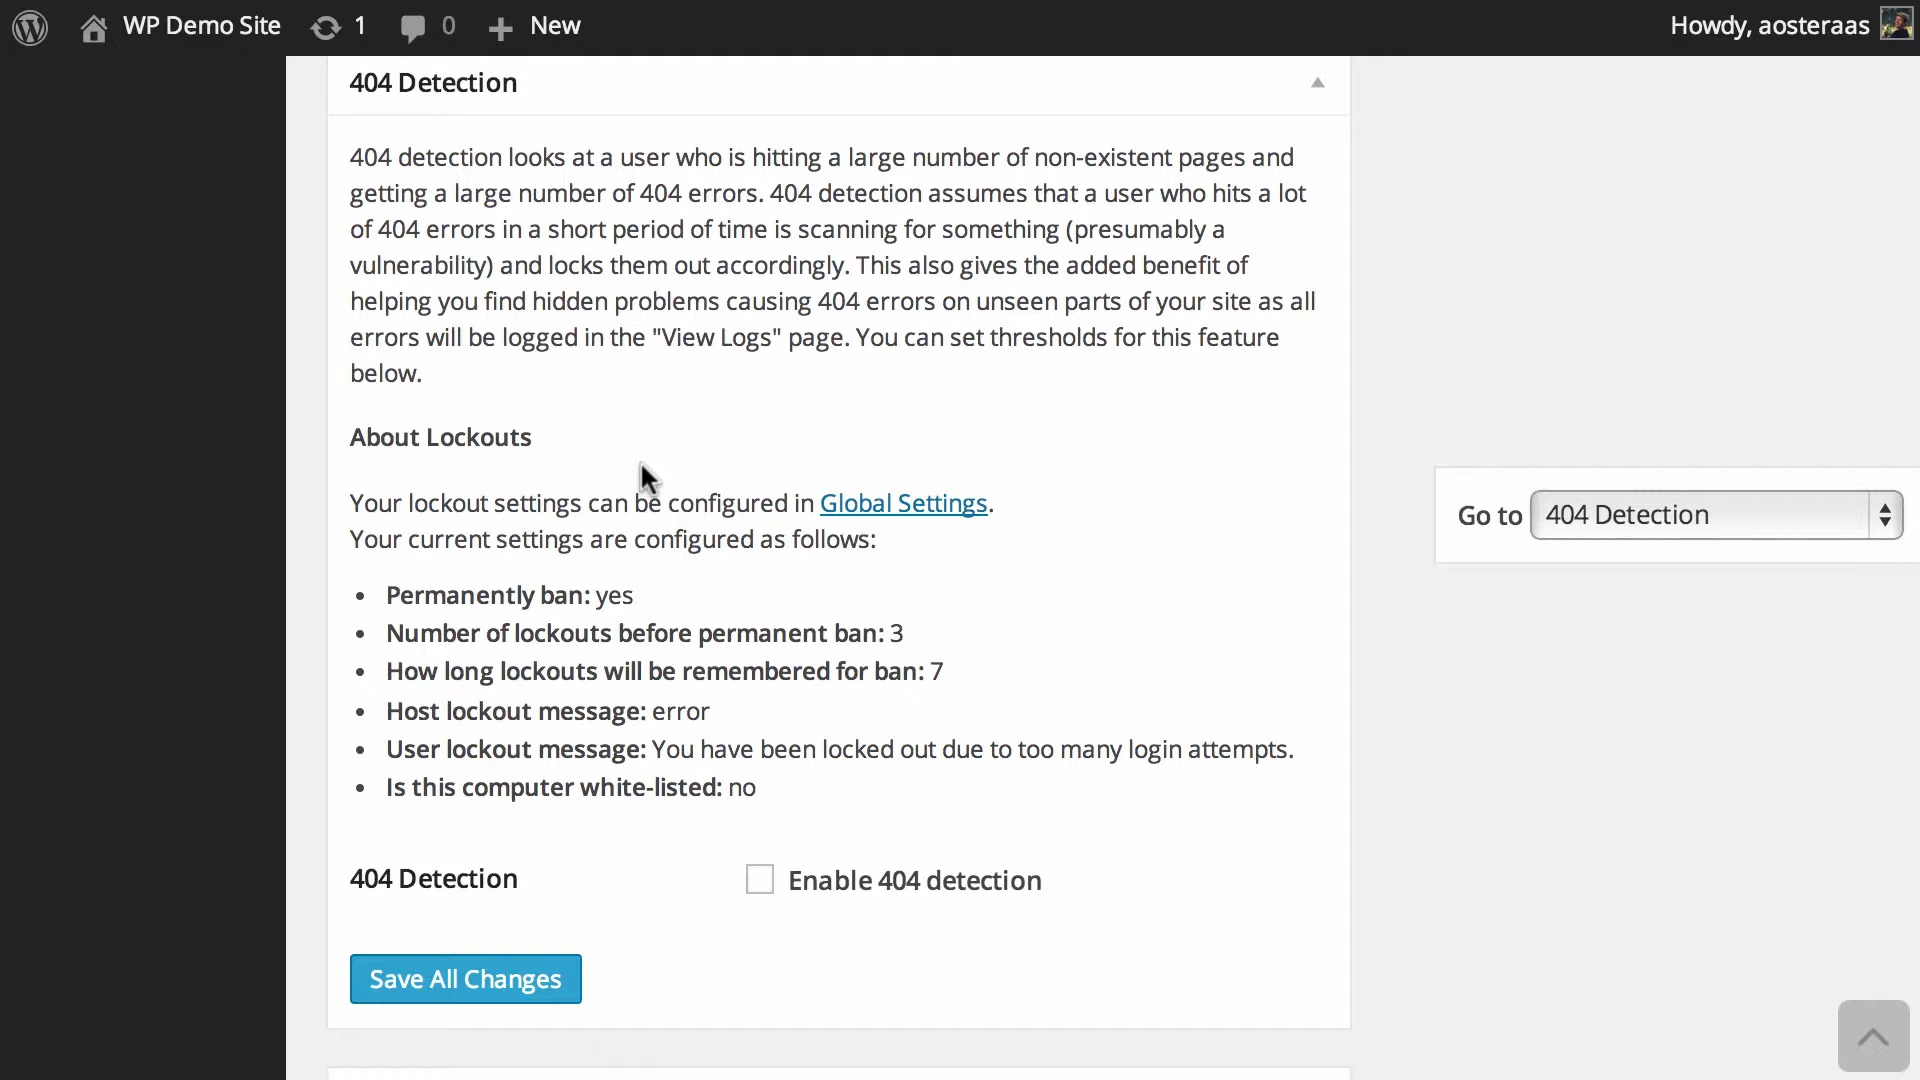 WP Demo Site 1 0 New Howdy, aosteraas
404 Detection
404 detection looks at a user who is hitting a large number of non-existent pages and
getting a large number of 404 errors. 404 detection assumes that a user who hits a lot
of 404 errors in a short period of time is scanning for something (presumably a
vulnerability) and locks them out accordingly. This also gives the added benefit of
helping you find hidden problems causing 404 errors on unseen parts of your site as all
errors will be logged in the "View Logs" page. You can set thresholds for this feature
below.
About Lockouts
Your lockout settings can be configured in Global Settings.
Your current settings are configured as follows:
Go to 404 Detection
• Permanently ban: yes
• Number of lockouts before permanent ban: 3
• How long lockouts will be remembered for ban: 7
• Host lockout message: error
• User lockout message: You have been locked out due to too many login attempts.
• Is this computer white-listed: no
404 Detection Enable 404 detection
Save All Changes